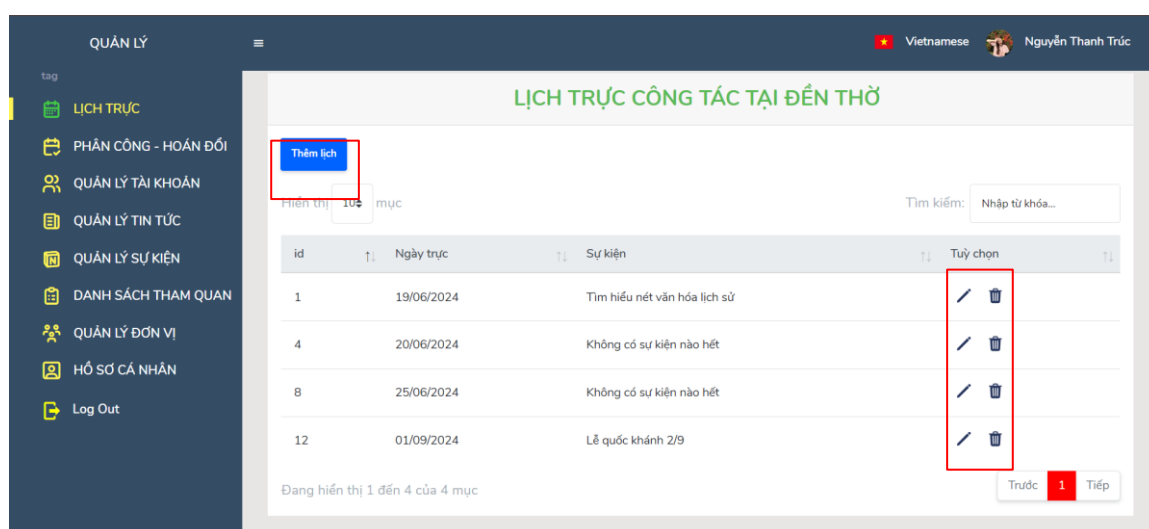 QUẢN LÝ
Vietnamese
Nguyễn Thanh Trúc
tag
LỊCH TRỰC
PHÂN CÔNG - HOÁN ĐỔI
QUẢN LÝ TÀI KHOẢN
QUẢN LÝ TIN TỨC
QUẢN LÝ SỰ KIỆN
DANH SÁCH THAM QUAN
QUẢN LÝ ĐƠN VỊ
HỒ SƠ CÁ NHÂN
Log Out
LỊCH TRỰC CÔNG TÁC TẠI ĐỀN THỜ
Thêm lịch
Hiển thị 10 mục
Tìm kiếm: Nhập từ khóa...
id Ngày trực Sự kiện Tuỳ chọn
1 19/06/2024 Tìm hiểu nét văn hóa lịch sử
4 20/06/2024 Không có sự kiện nào hết
8 25/06/2024 Không có sự kiện nào hết
12 01/09/2024 Lễ quốc khánh 2/9
Đang hiển thị 1 đến 4 của 4 mục
Trước 1 Tiếp